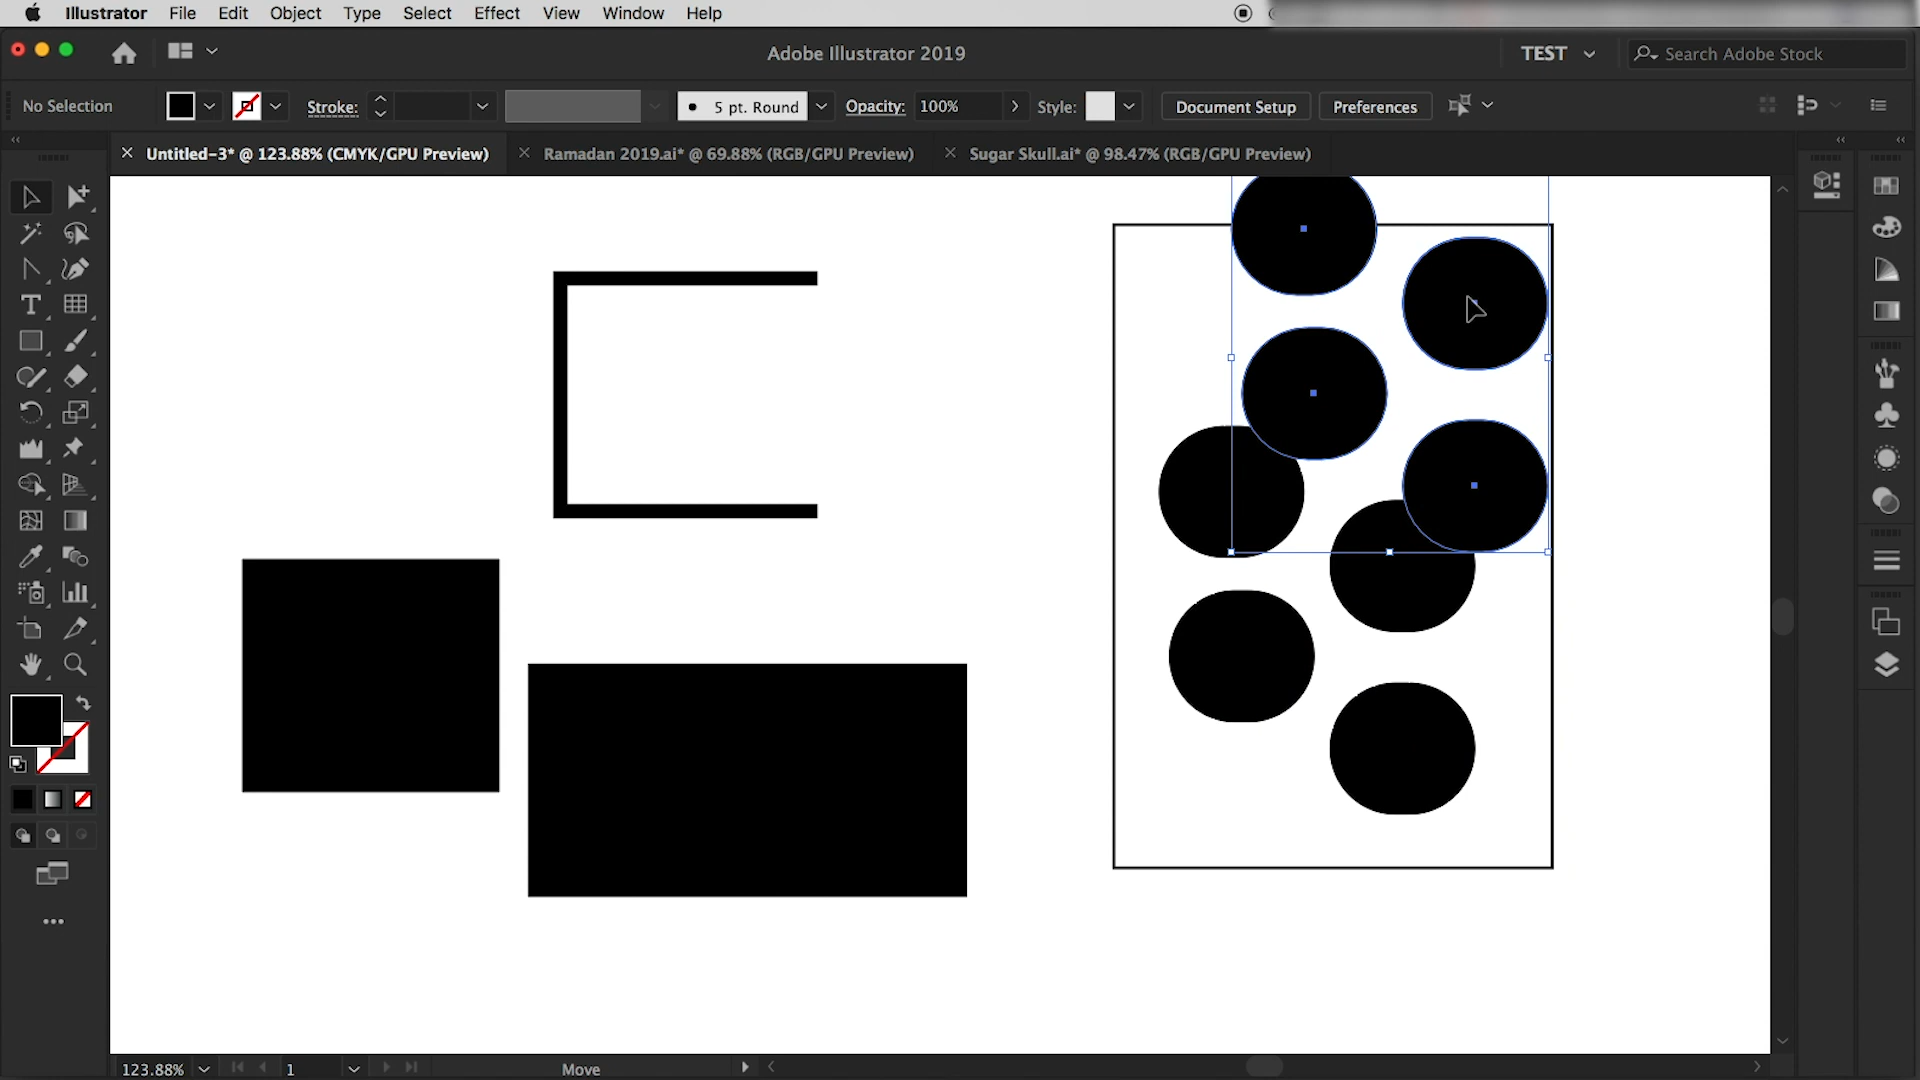 Illustrator File Edit Object Type Select Effect View Window Help
Adobe Illustrator 2019
TEST
Search Adobe Stock
No Selection
Stroke:
5 pt. Round
Opacity: 100%
Style:
Document Setup
Preferences
Untitled-3* @ 123.88% (CMYK/GPU Preview)
Ramadan 2019.ai* @ 69.88% (RGB/GPU Preview)
Sugar Skull.ai* @ 98.47% (RGB/GPU Preview)
123.88%
1
Move